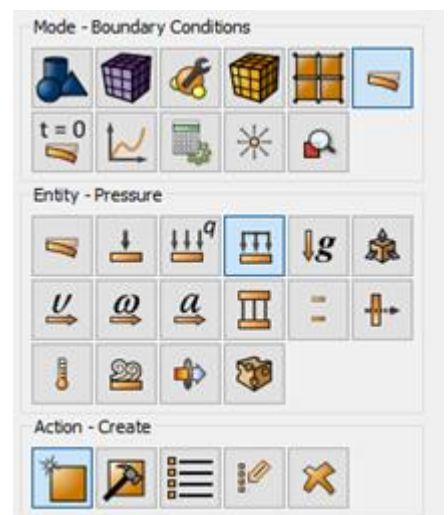 Mode - Boundary Conditions
t = 0
Entity - Pressure
q
g
υ ω a
Action - Create